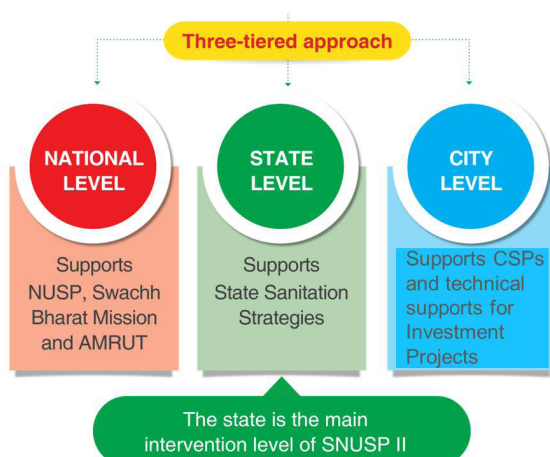 Three-tiered approach
NATIONAL
LEVEL
Supports
NUSP, Swachh
Bharat Mission
and AMRUT
STATE
LEVEL
Supports
State Sanitation
Strategies
CITY
LEVEL
Supports CSPs
and technical
supports for
Investment
Projects
The state is the main
intervention level of SNUSP II